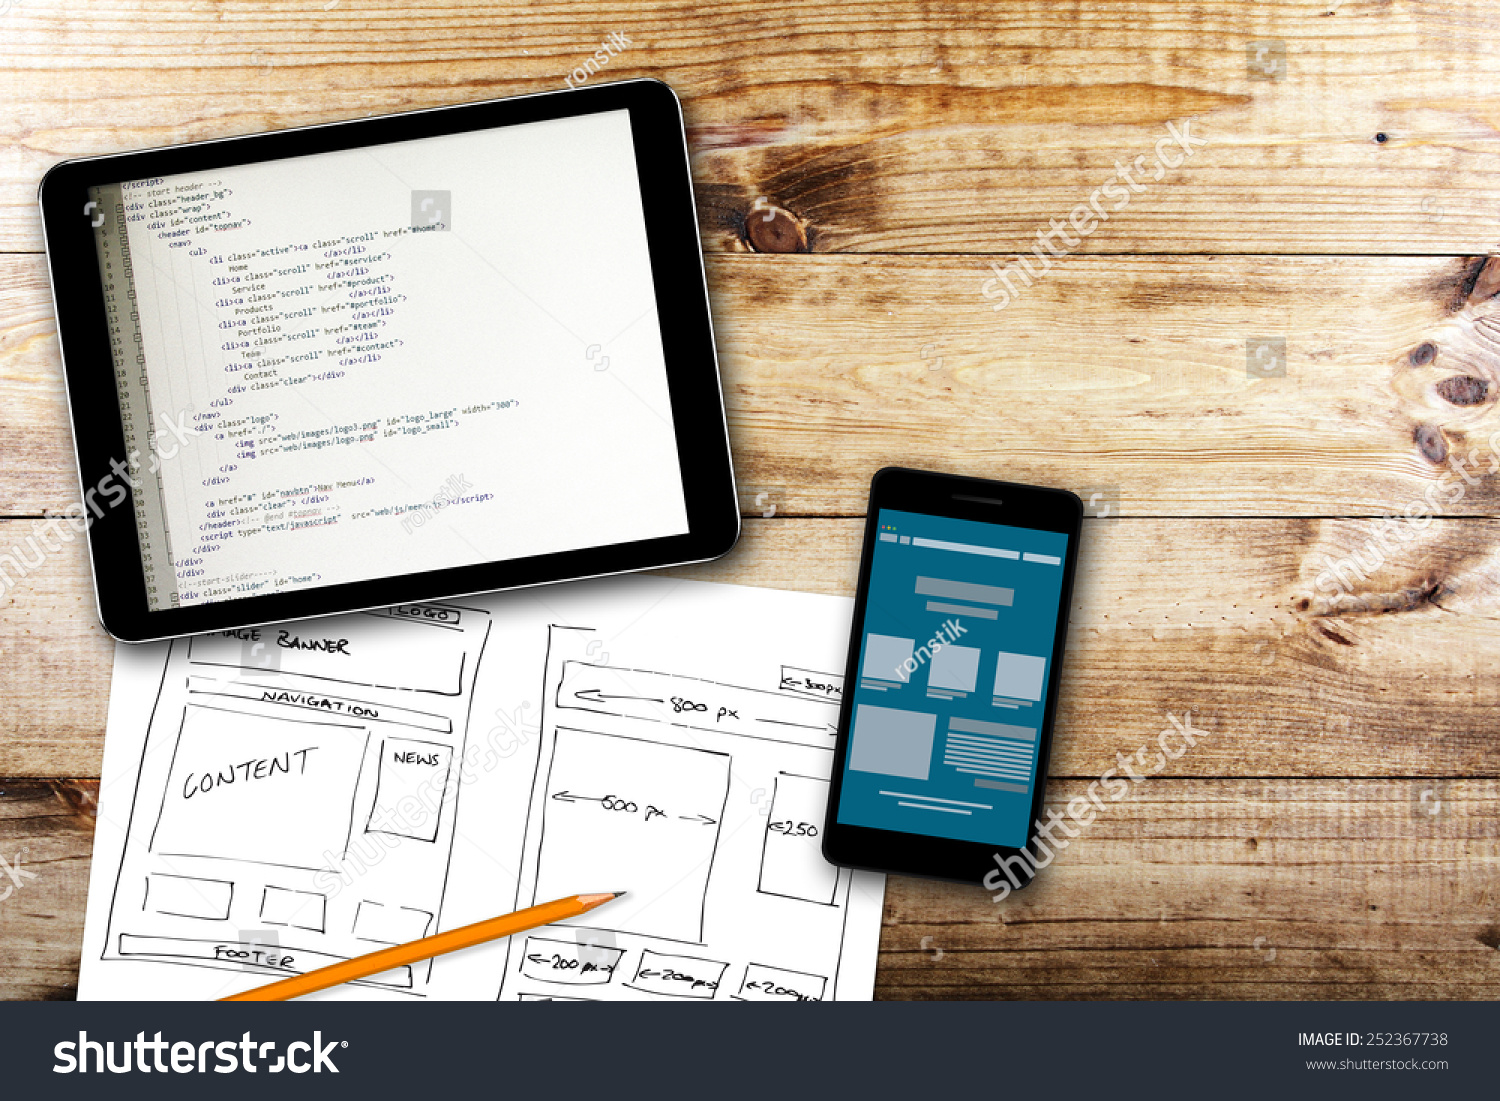 </script>
<!-- start header -->
<div class="header_bg">
<div class="wrap">
<div id="content">
<header id="topnav">
<nav>
<ul>
<li class="active"><a class="scroll" href="#home">
Home </a></li>
<li><a class="scroll" href="#service">
Service </a></li>
<li><a class="scroll" href="#product">
Products </a></li>
<li><a class="scroll" href="#portfolio">
Portfolio </a></li>
<li><a class="scroll" href="#team">
Team </a></li>
<li><a class="scroll" href="#contact">
Contact </a></li>
<div class="clear"></div>
</ul>
</nav>
<div class="logo">
<a href="./">
<img src="web/images/logo3.png" id="logo_large" width="300">
<img src="web/images/logo.png" id="logo_small">
</a>
</div>
<a href="#" id="navbtn">Nav Menu</a>
<div class="clear"> </div>
</header><!-- @end #topnav -->
<script type="text/javascript" src="web/js/menu.js"></script>
</div>
</div>
</div>
<!--start-slider---->
<div class="slider" id="home">
LOGO
IMAGE BANNER
NAVIGATION
CONTENT
NEWS
FOOTER
300px
800 px
600 px
250
200 px
200px
200px
shutterstock
ronstik
shutterstock®
IMAGE ID: 252367738
www.shutterstock.com